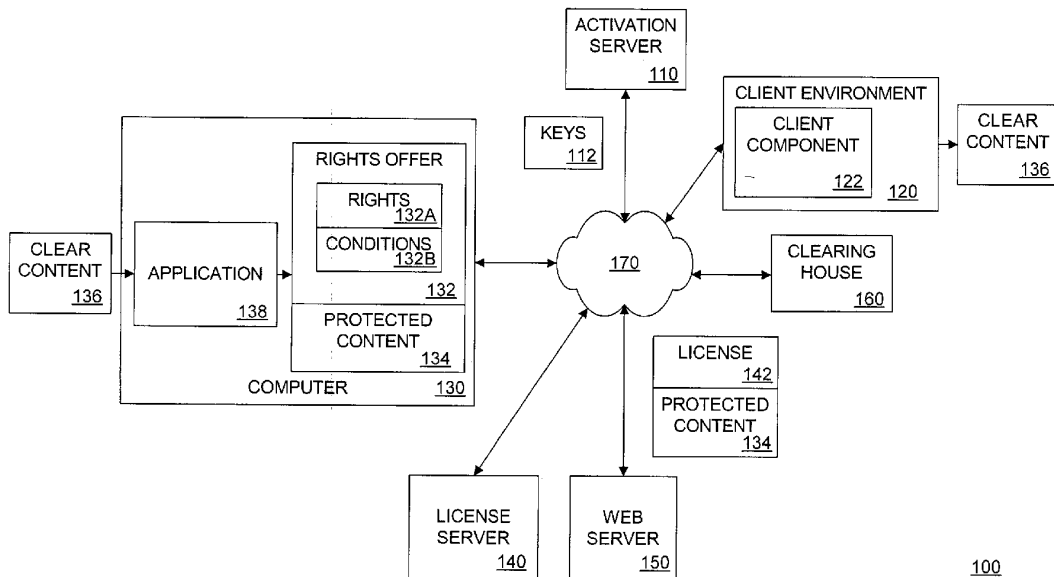 ACTIVATION
SERVER
110
KEYS
112
CLIENT ENVIRONMENT
CLIENT
COMPONENT
122
120
CLEAR
CONTENT
136
RIGHTS OFFER
RIGHTS
132A
CONDITIONS
132B
132
CLEAR
CONTENT
136
APPLICATION
138
PROTECTED
CONTENT
134
COMPUTER
130
170
CLEARING
HOUSE
160
LICENSE
142
PROTECTED
CONTENT
134
LICENSE
SERVER
140
WEB
SERVER
150
100